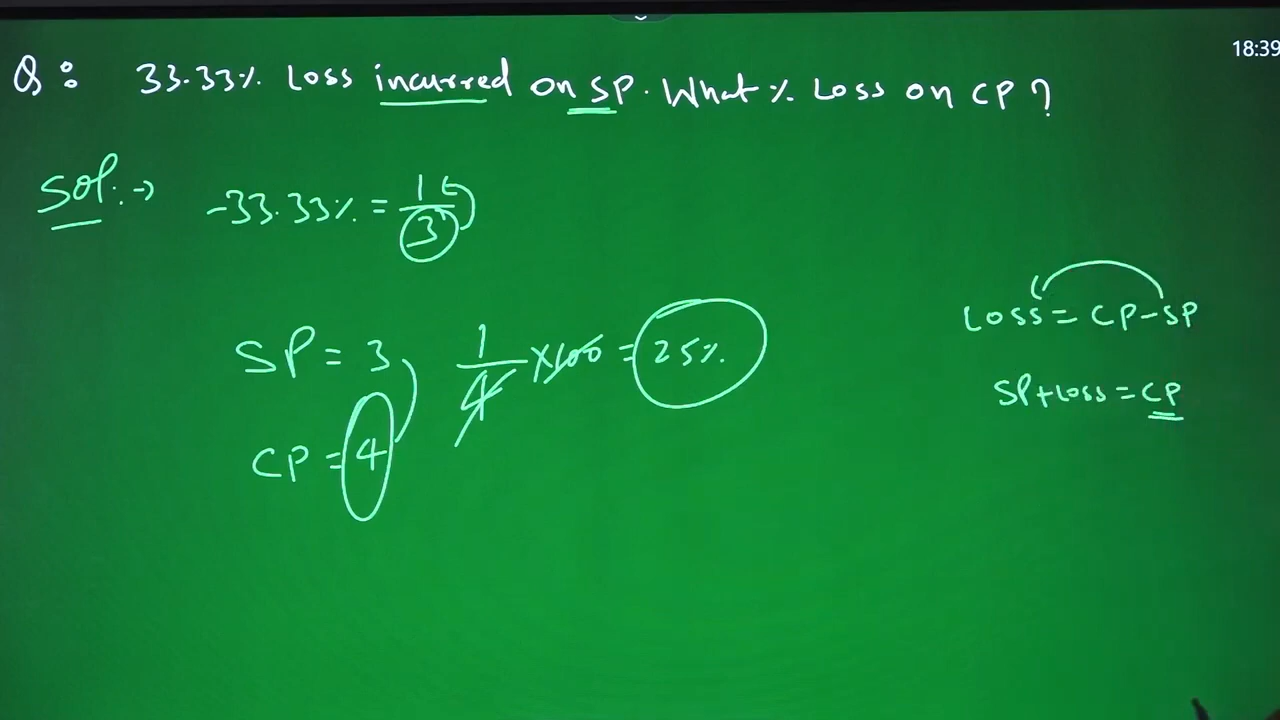 18:39
Q: 33.33% Loss incurred on SP. What % Loss on CP?
Sol:→ -33.33% = 1/3
Loss = CP-SP
SP = 3 1/4 ×100 = 25%
SP+Loss = CP
CP = 4